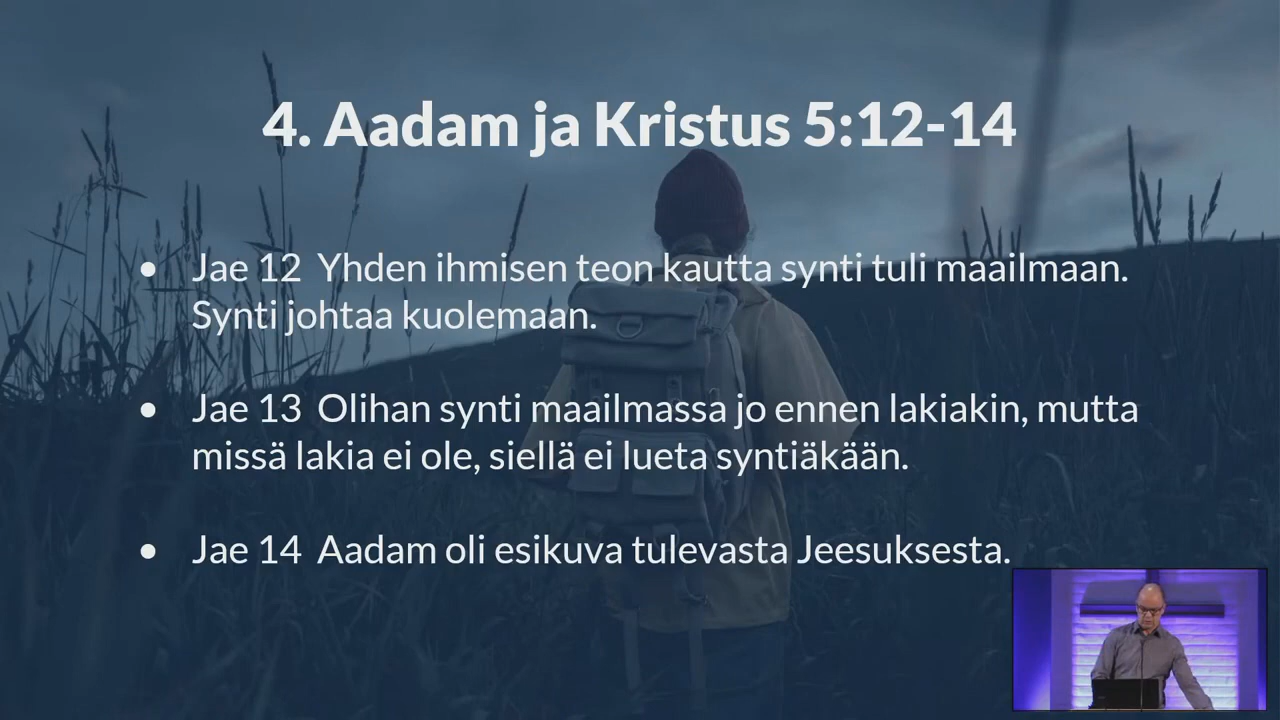 4. Aadam ja Kristus 5:12-14
• Jae 12 Yhden ihmisen teon kautta synti tuli maailmaan.
Synti johtaa kuolemaan.
• Jae 13 Olihan synti maailmassa jo ennen lakiakin, mutta
missä lakia ei ole, siellä ei lueta syntiäkään.
• Jae 14 Aadam oli esikuva tulevasta Jeesuksesta.